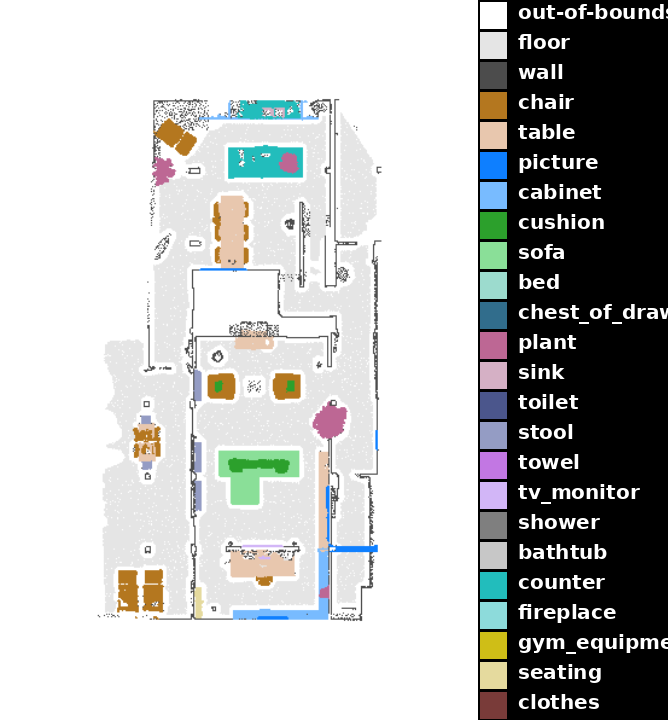 out-of-bounds
floor
wall
chair
table
picture
cabinet
cushion
sofa
bed
chest_of_draw
plant
sink
toilet
stool
towel
tv_monitor
shower
bathtub
counter
fireplace
gym_equipme
seating
clothes